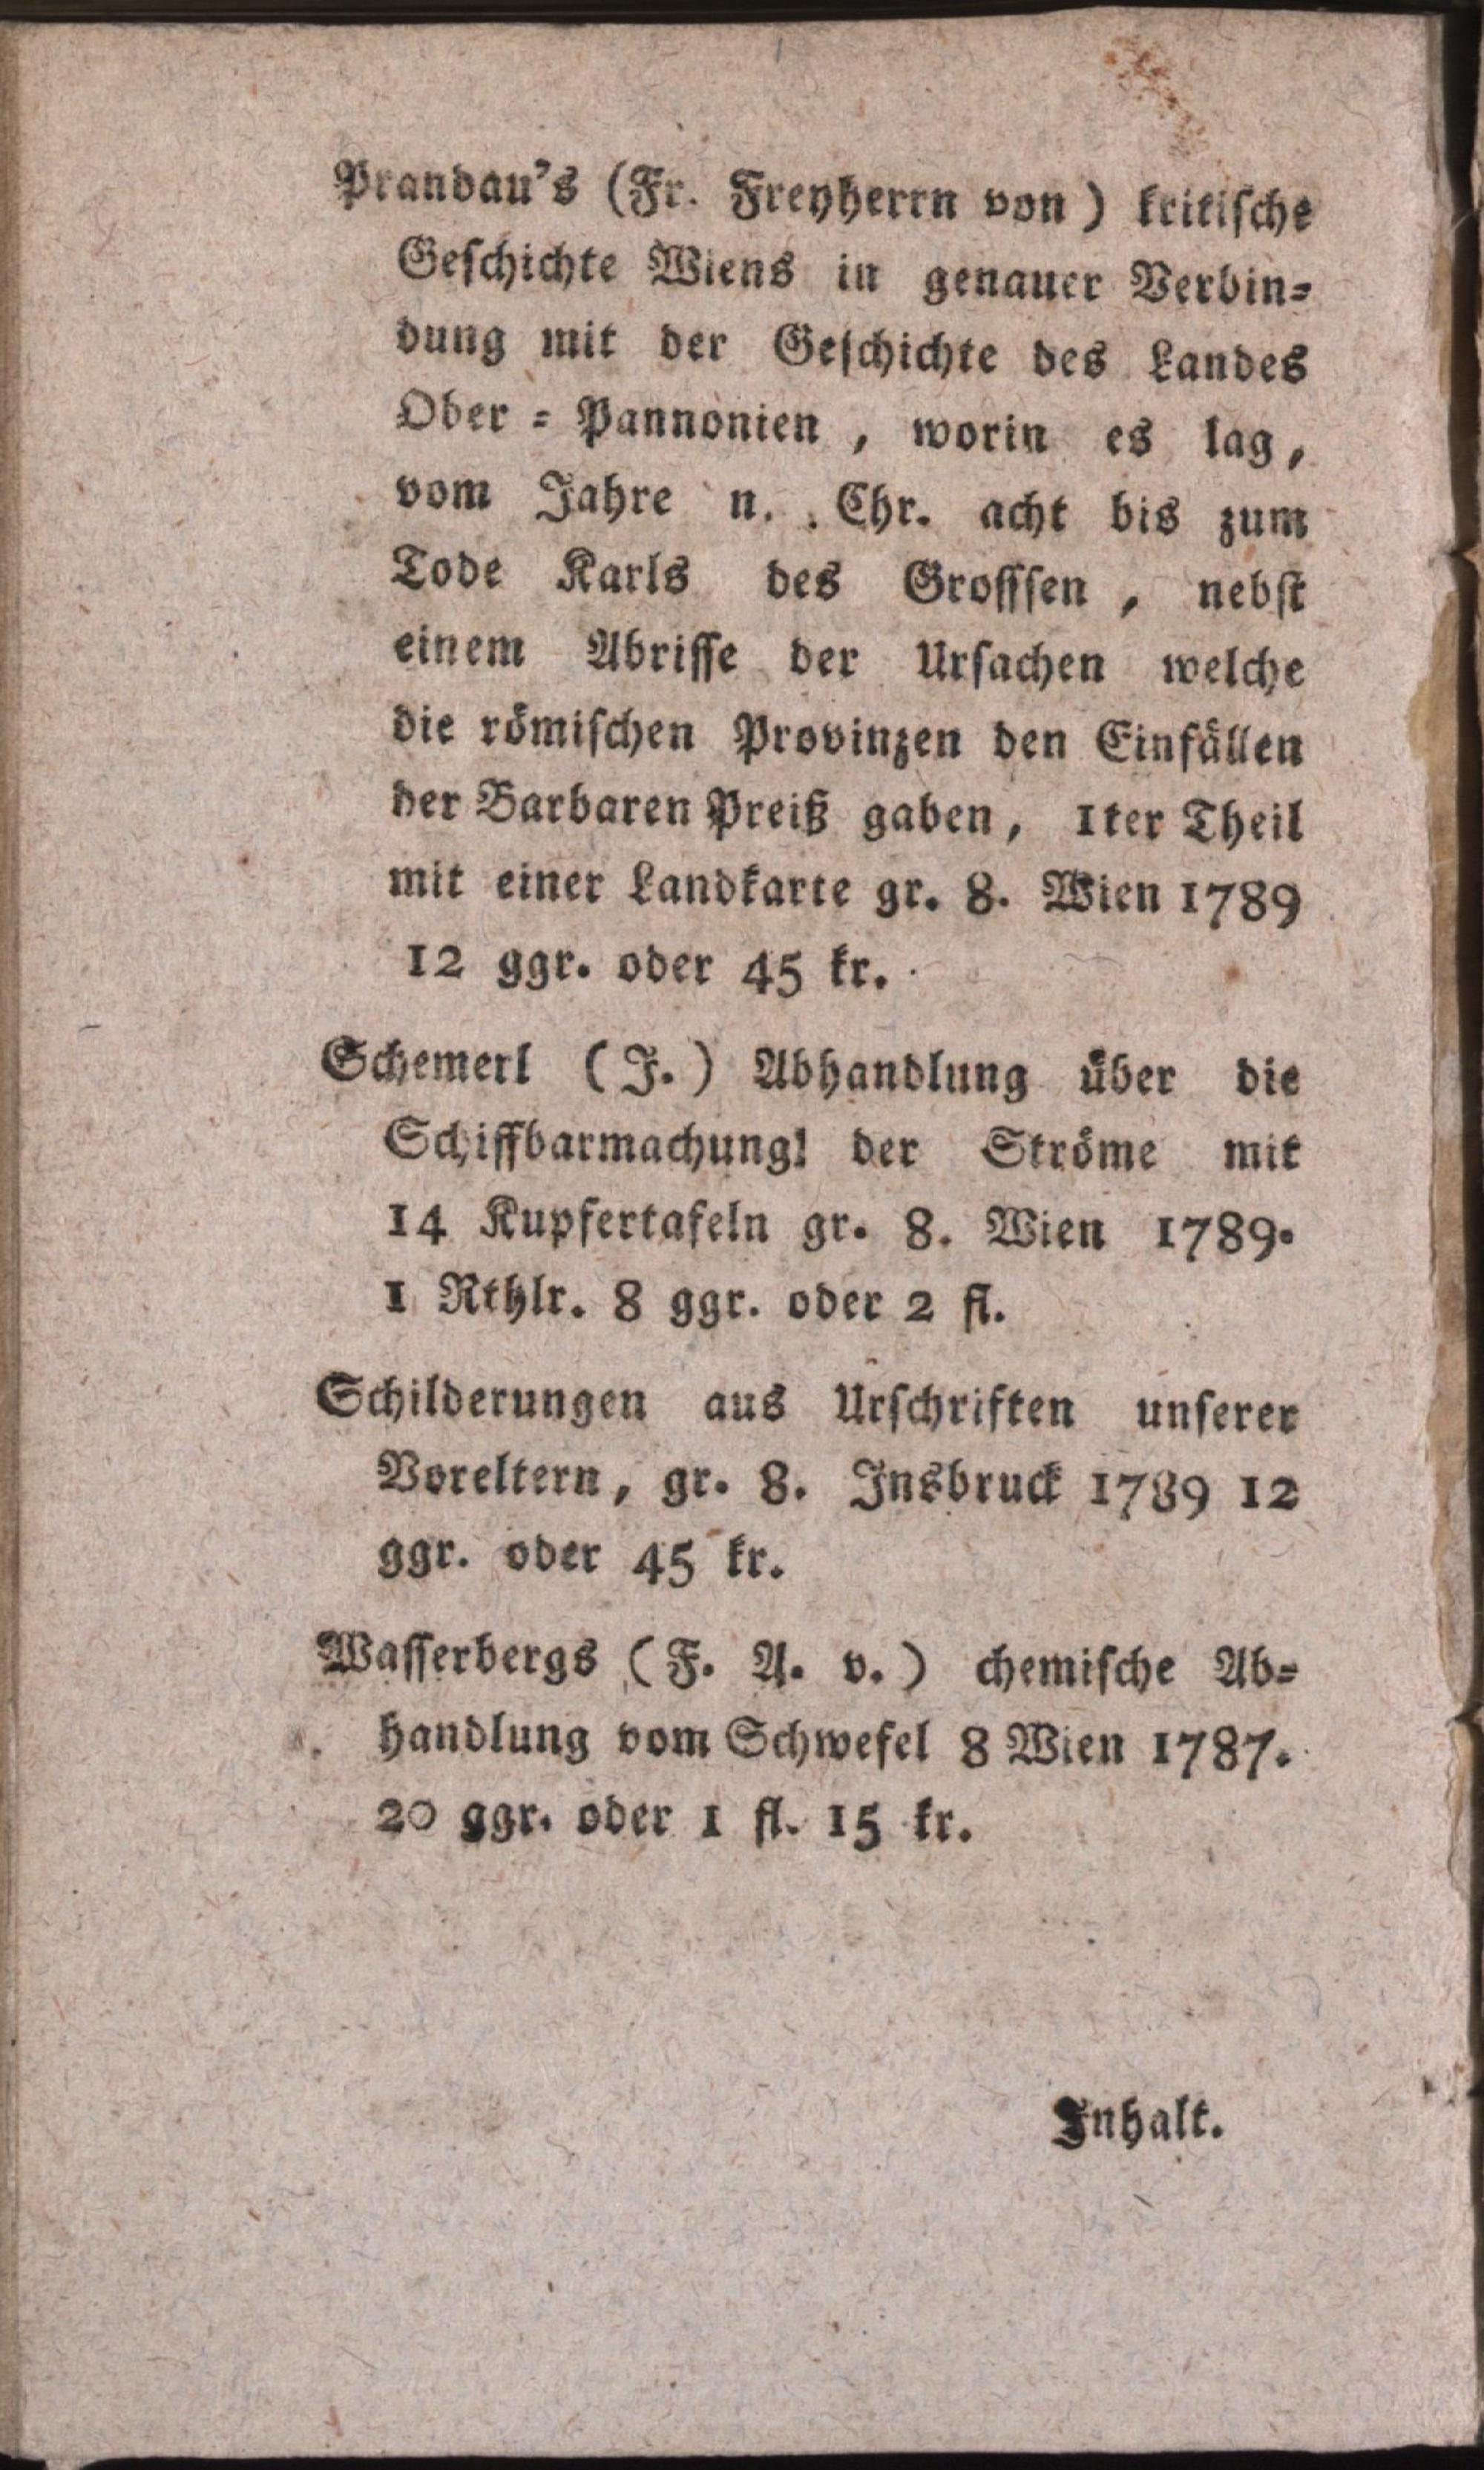 Prandau's (Fr. Freyherrn von) kritische
Geschichte Wiens in genauer Verbin=
dung mit der Geschichte des Landes
Ober = Pannonien, worin es lag,
vom Jahre n. Chr. acht bis zum
Tode Karls des Grossen, nebst
einem Abrisse der Ursachen welche
die römischen Provinzen den Einfällen
der Barbaren Preiß gaben, 1ter Theil
mit einer Landkarte gr. 8. Wien 1789
12 ggr. oder 45 kr.
Schemerl (J.) Abhandlung über die
Schiffbarmachung der Ströme mit
14 Kupfertafeln gr. 8. Wien 1789.
1 Rthlr. 8 ggr. oder 2 fl.
Schilderungen aus Urschriften unserer
Voreltern, gr. 8. Insbruck 1789 12
ggr. oder 45 kr.
Wasserbergs (F. A. v.) chemische Ab=
handlung vom Schwefel 8 Wien 1787.
20 ggr. oder 1 fl. 15 kr.
Inhalt.